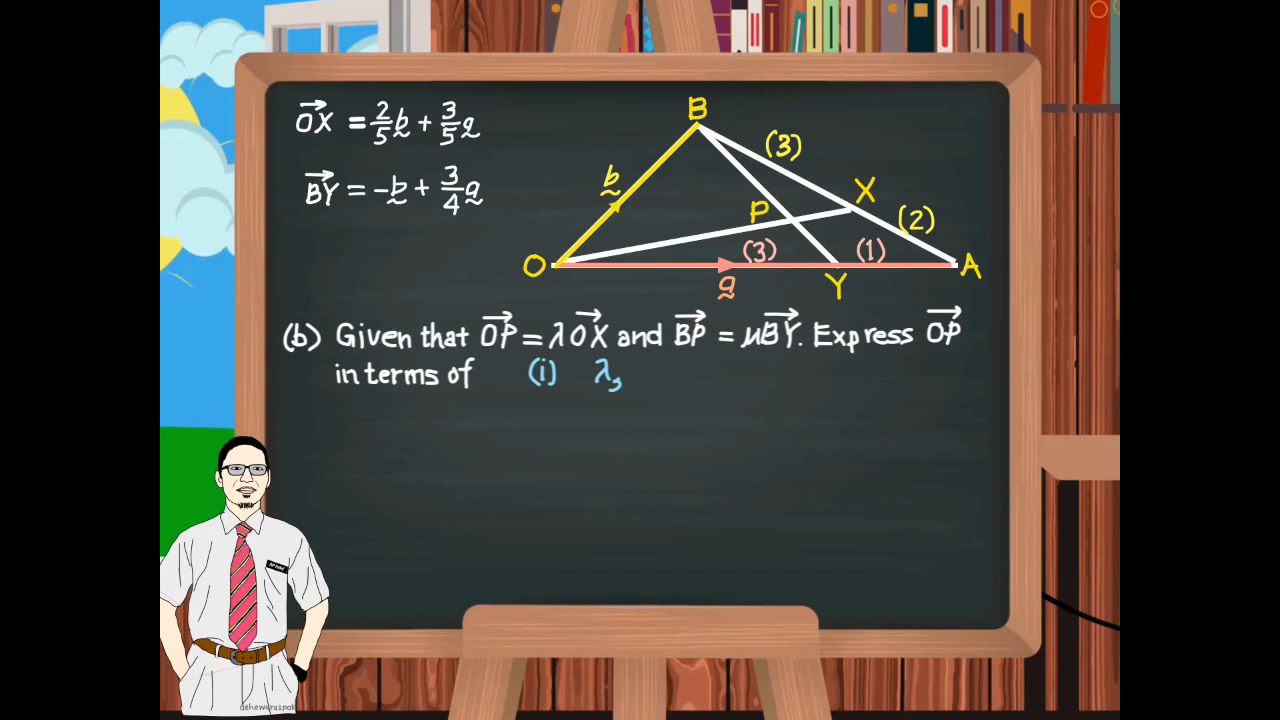 OX = 2/5 b + 3/5 a
BY = -b + 3/4 a
B
(3)
b
X
P
(2)
O
(3)
(1)
A
a
Y
(b) Given that OP = λOX and BP = μBY. Express OP
in terms of (i) λ,